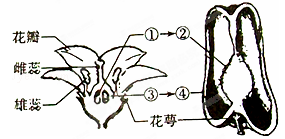 花瓣
雌蕊
雄蕊
① → ②
③ → ④
花萼